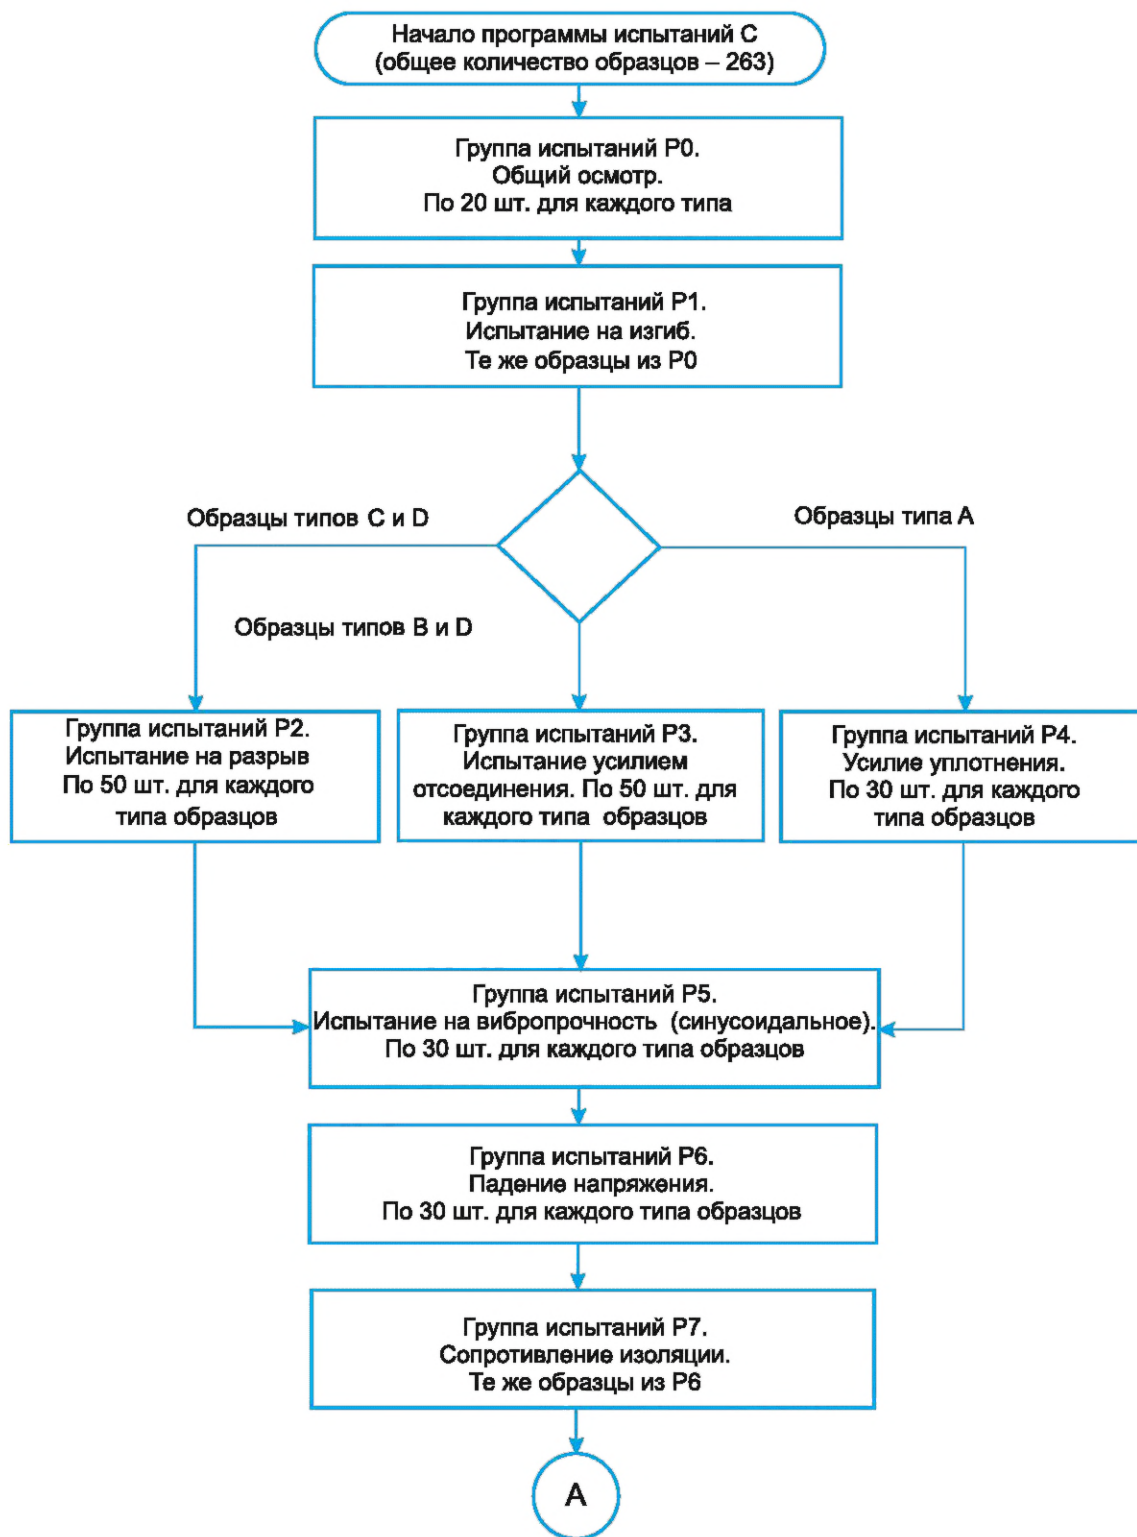 Начало программы испытаний С
(общее количество образцов – 263)
Группа испытаний Р0.
Общий осмотр.
По 20 шт. для каждого типа
Группа испытаний Р1.
Испытание на изгиб.
Те же образцы из Р0
Образцы типов С и D
Образцы типа А
Образцы типов В и D
Группа испытаний Р2.
Испытание на разрыв
По 50 шт. для каждого
типа образцов
Группа испытаний Р3.
Испытание усилием
отсоединения. По 50 шт. для
каждого типа образцов
Группа испытаний Р4.
Усилие уплотнения.
По 30 шт. для каждого
типа образцов
Группа испытаний Р5.
Испытание на вибропрочность (синусоидальное).
По 30 шт. для каждого типа образцов
Группа испытаний Р6.
Падение напряжения.
По 30 шт. для каждого типа образцов
Группа испытаний Р7.
Сопротивление изоляции.
Те же образцы из Р6
А